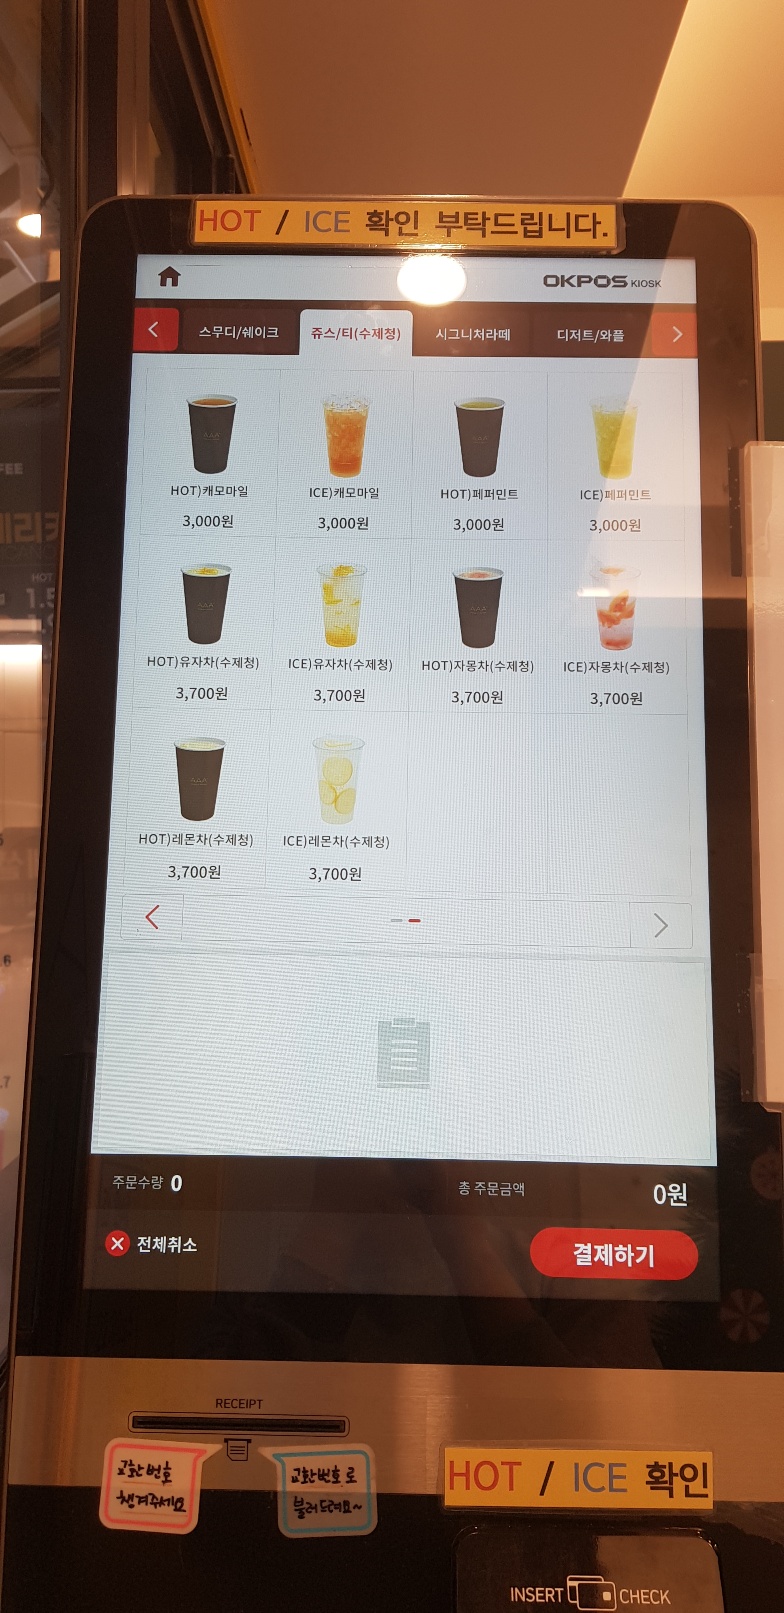 HOT / ICE 확인 부탁드립니다.
OKPOS KIOSK
스무디/쉐이크 쥬스/티(수제청) 시그니처라떼 디저트/와플
HOT)캐모마일 ICE)캐모마일 HOT)페퍼민트 ICE)페퍼민트
3,000원 3,000원 3,000원 3,000원
HOT)유자차(수제청) ICE)유자차(수제청) HOT)자몽차(수제청) ICE)자몽차(수제청)
3,700원 3,700원 3,700원 3,700원
HOT)레몬차(수제청) ICE)레몬차(수제청)
3,700원 3,700원
주문수량 0 총 주문금액 0원
전체취소 결제하기
RECEIPT
교환번호
챙겨주세요
교환번호로
불러드려요~
HOT / ICE 확인
INSERT CHECK